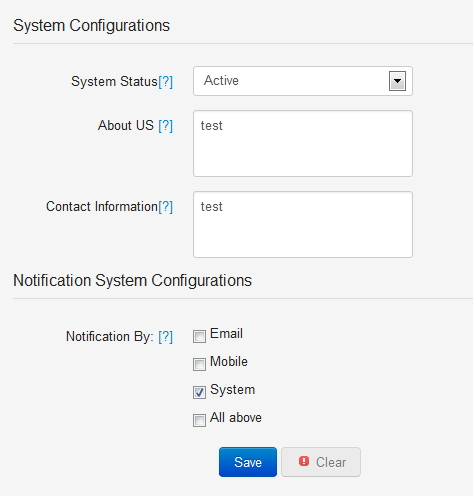 System Configurations
System Status[?] Active
About US [?] test
Contact Information[?] test
Notification System Configurations
Notification By: [?] Email
Mobile
System
All above
Save Clear